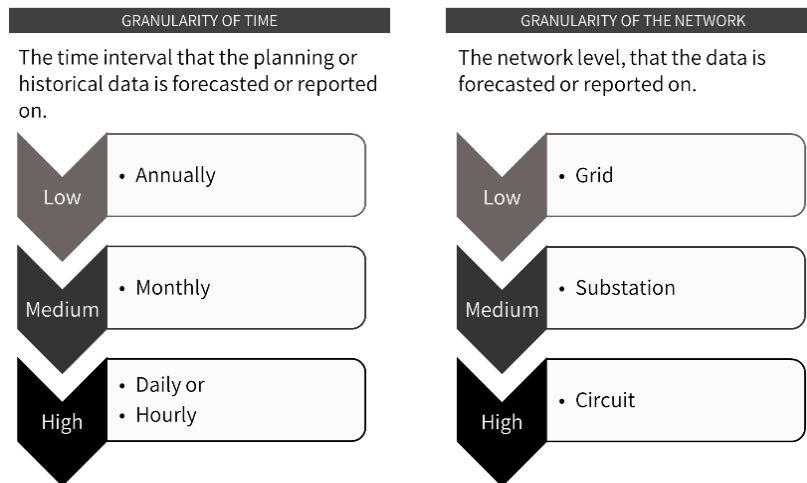 GRANULARITY OF TIME
The time interval that the planning or
historical data is forecasted or reported
on.
Low
• Annually
Medium
• Monthly
High
• Daily or
• Hourly
GRANULARITY OF THE NETWORK
The network level, that the data is
forecasted or reported on.
Low
• Grid
Medium
• Substation
High
• Circuit